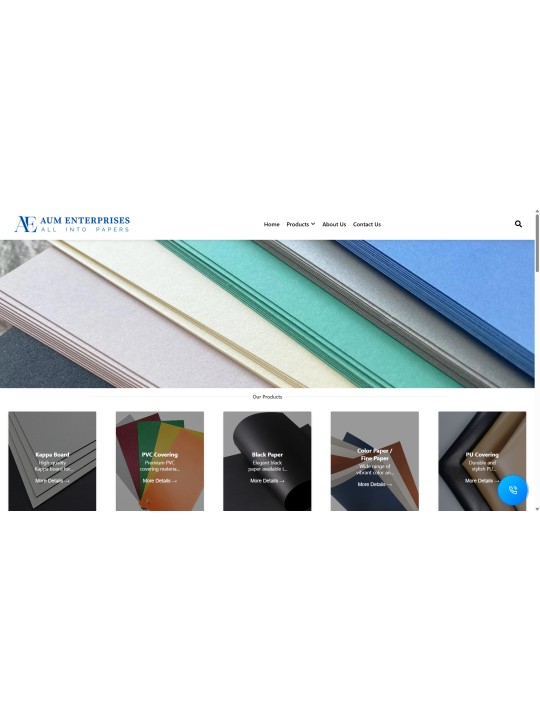 AE AUM ENTERPRISES
ALL INTO PAPERS
Home Products About Us Contact Us
Our Products
Kappa Board
High quality
Kappa Board for...
More Details →
PVC Covering
Premium PVC
covering materia...
More Details →
Black Paper
Elegant black
paper available i...
More Details →
Color Paper /
Fine Paper
Wide range of
vibrant color an...
More Details →
PU Covering
Durable and
stylish PU...
More Details →